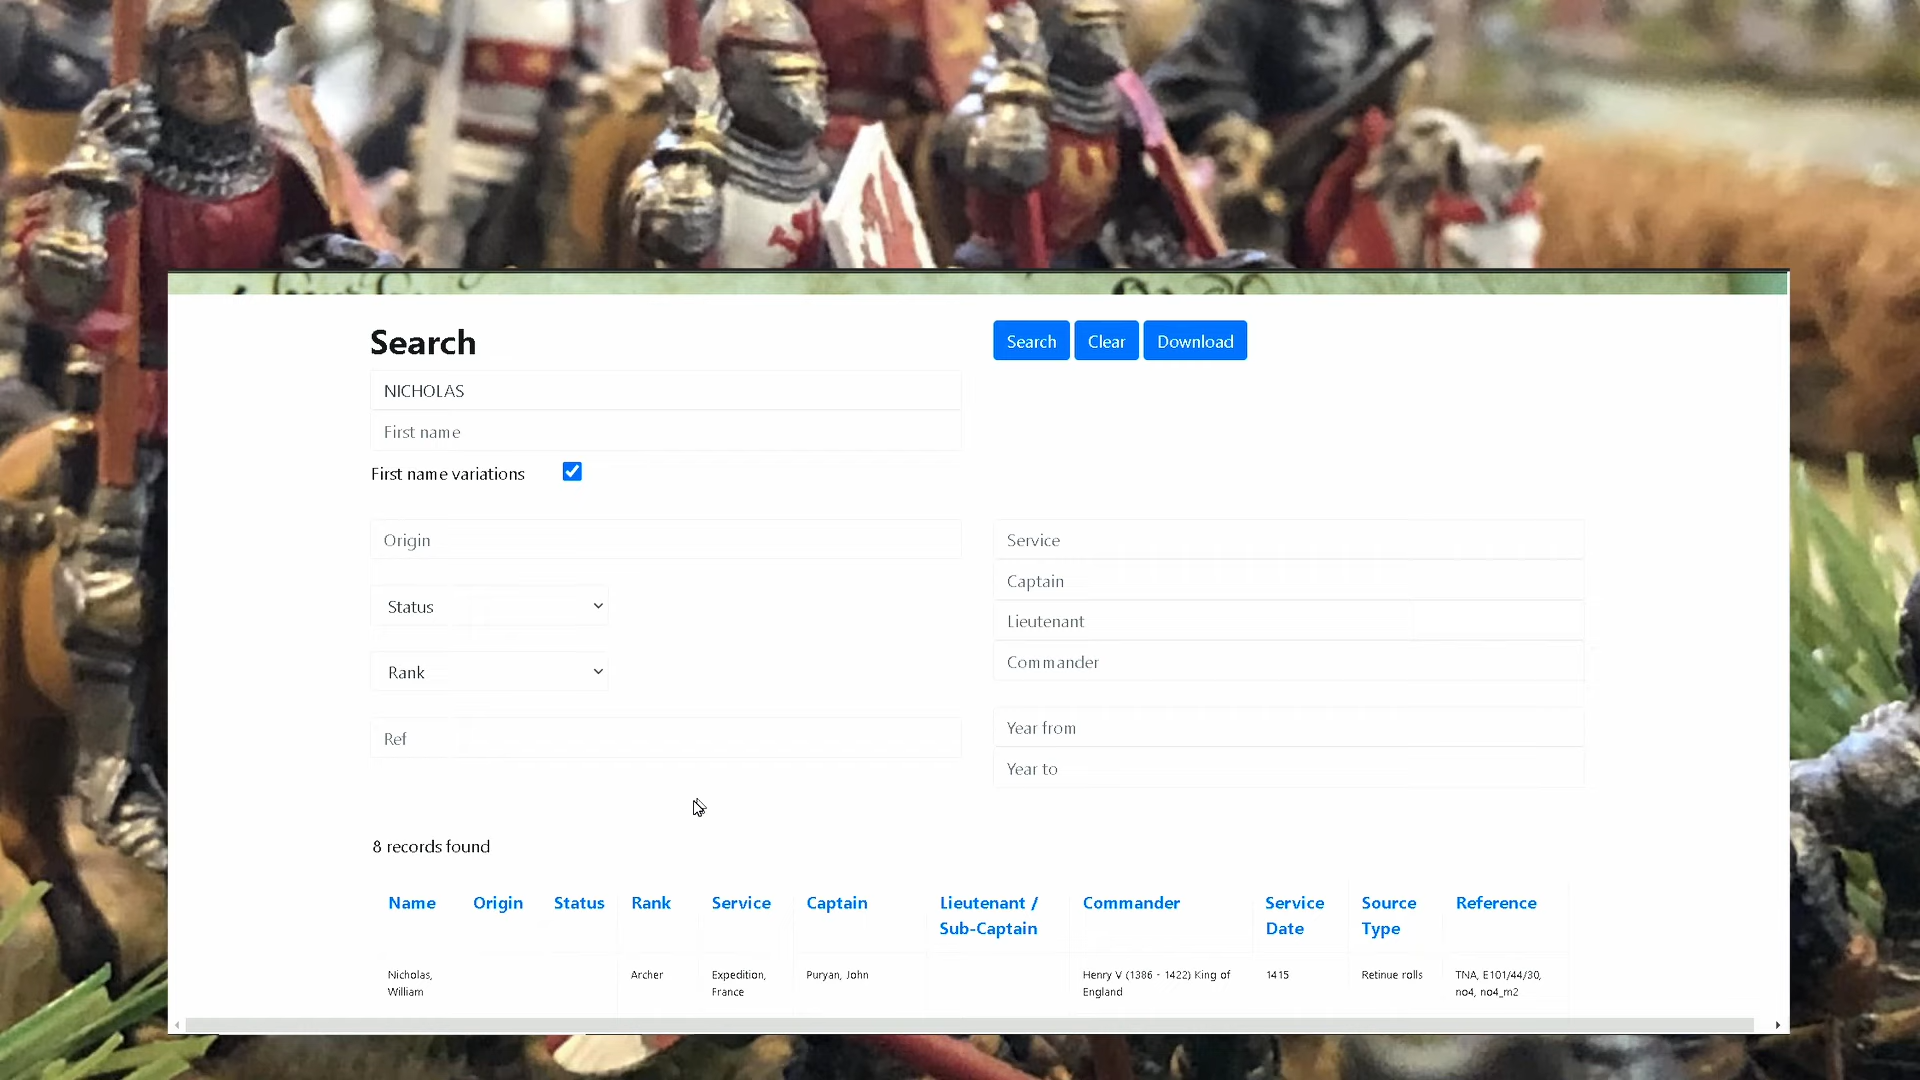 Search
Search Clear Download
NICHOLAS
First name
First name variations
Origin
Service
Captain
Status
Lieutenant
Commander
Rank
Year from
Ref
Year to
8 records found
Name Origin Status Rank Service Captain Lieutenant / Sub-Captain Commander Service Date Source Type Reference
Nicholas, Archer Expedition, Puryan, John Henry V (1386 - 1422) King of 1415 Retinue rolls TNA, E101/44/30,
William France England no4, no4_m2